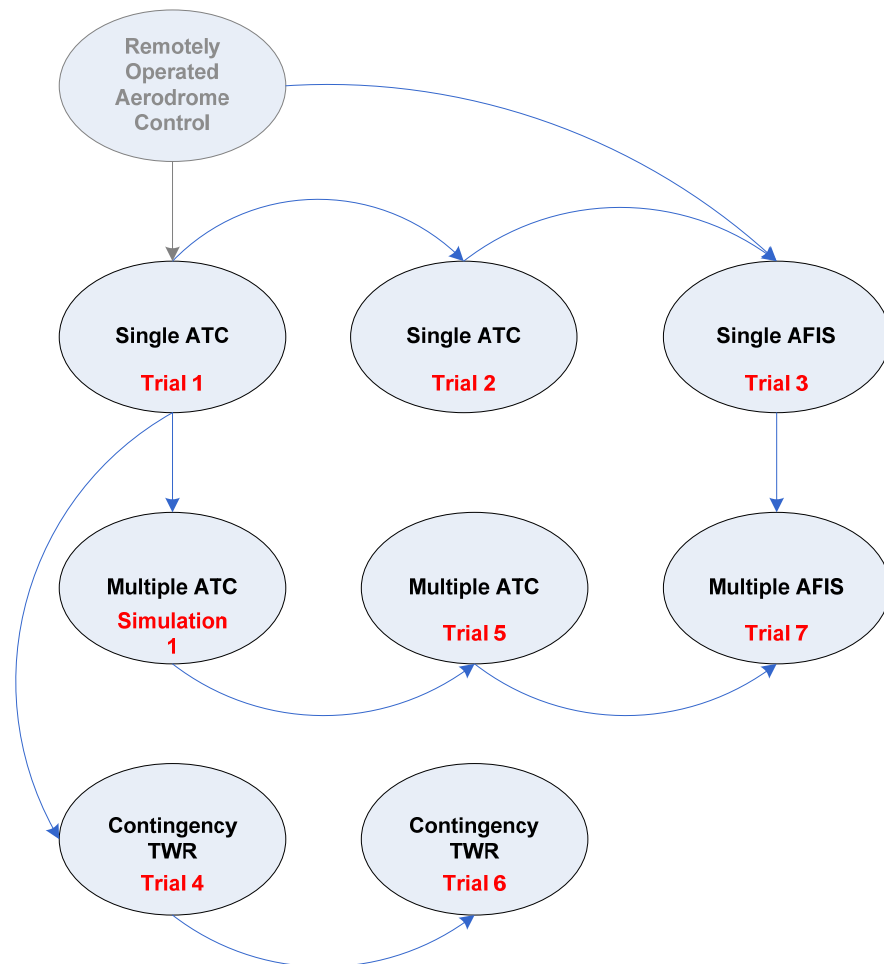 Remotely
Operated
Aerodrome
Control
Single ATC
Trial 1
Single ATC
Trial 2
Single AFIS
Trial 3
Multiple ATC
Simulation
1
Multiple ATC
Trial 5
Multiple AFIS
Trial 7
Contingency
TWR
Trial 4
Contingency
TWR
Trial 6